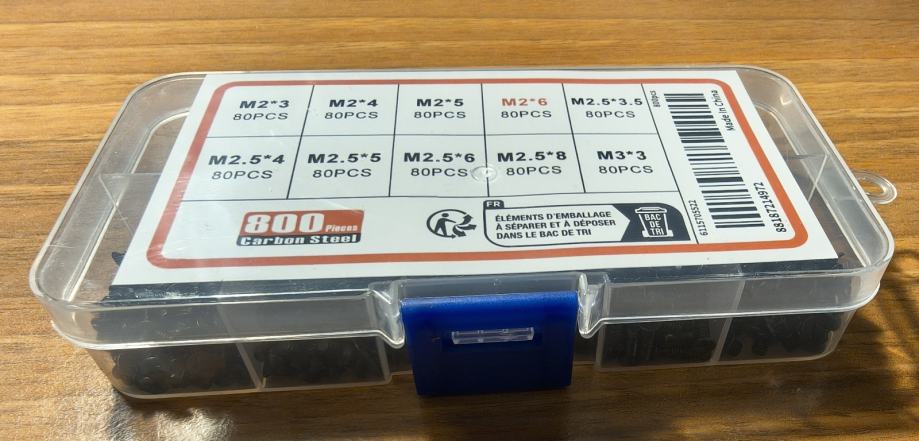 M2*3 M2*4 M2*5 M2*6 M2.5*3.5
80PCS 80PCS 80PCS 80PCS 80PCS
M2.5*4 M2.5*5 M2.5*6 M2.5*8 M3*3
80PCS 80PCS 80PCS 80PCS 80PCS
800 Pieces
Carbon Steel
FR
ÉLÉMENTS D'EMBALLAGE
À SÉPARER ET À DÉPOSER
DANS LE BAC DE TRI
BAC
DE
TRI
800pcs
6115703522
Made in China
88187214972